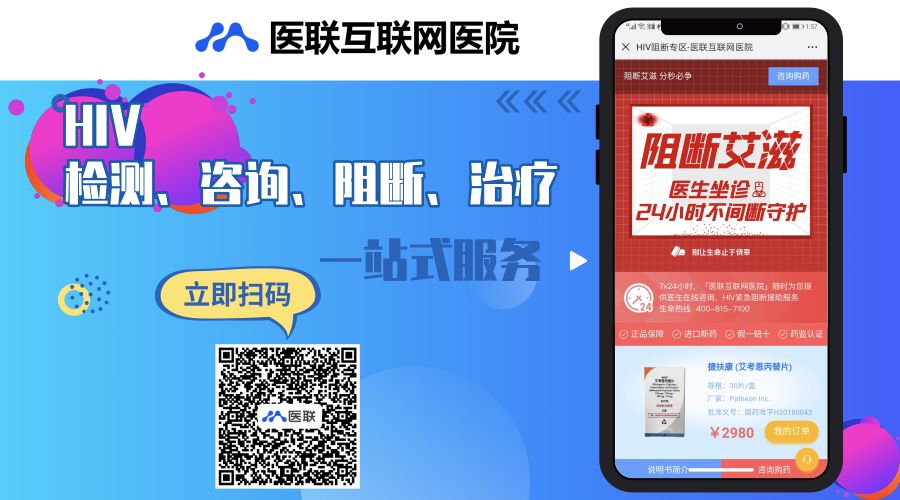 医联互联网医院
HIV
检测、咨询、阻断、治疗
一站式服务
立即扫码
医联
1:57
HIV阻断专区-医联互联网医院
阻断艾滋 分秒必争
咨询购药
阻断艾滋
医生坐诊
24小时不间断守护
别让生命止于侥幸
7x24小时,「医联互联网医院」随时为您提
供医生在线咨询,HIV紧急阻断援助服务
生命热线 400-815-7100
24
正品保障
进口新药
假一赔十
药监认证
捷扶康 (艾考恩丙替片)
规格:30片/盒
厂家:Patheon Inc.
批准文号:国药准字H20180043
¥2980
我的订单
艾考恩丙替片
说明书简介
咨询购药